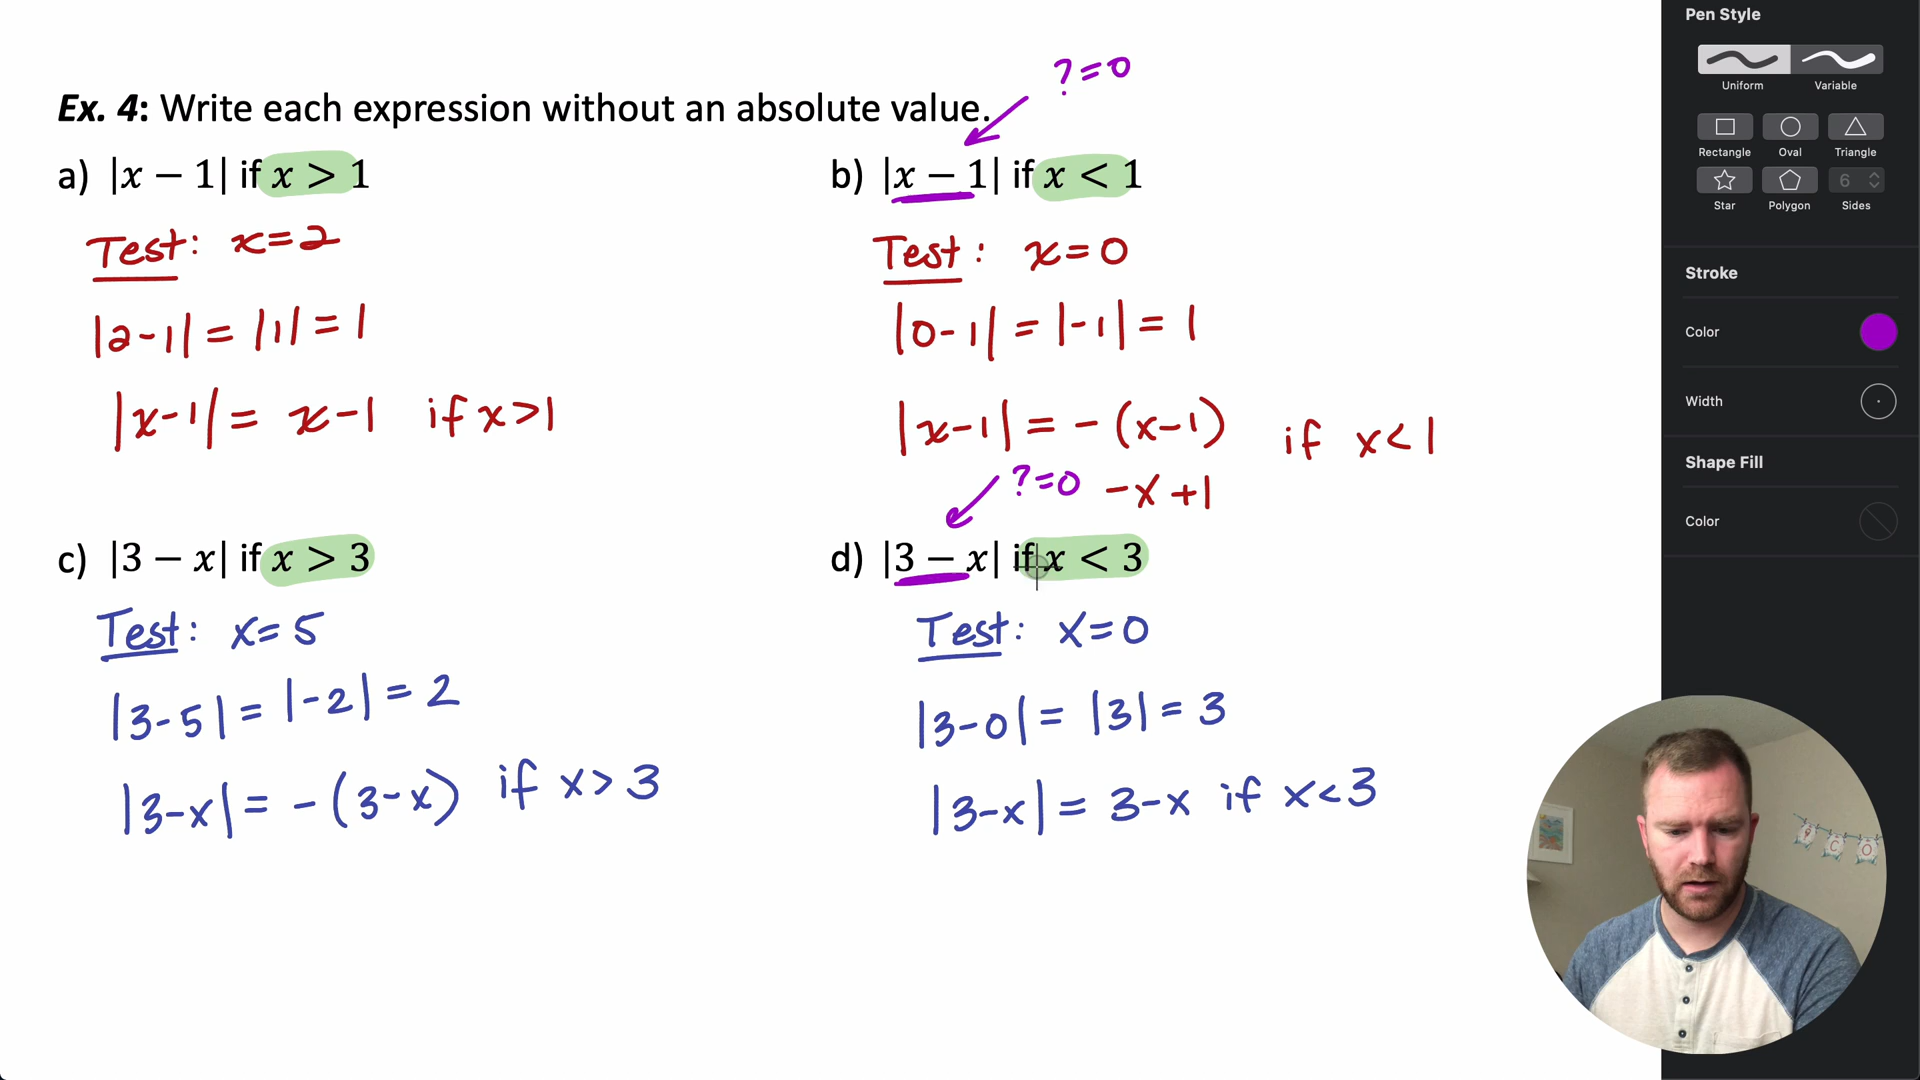 ?=0
Ex. 4: Write each expression without an absolute value.
a) |x − 1| if x > 1
Test: x=2
|2-1| = |1| = 1
|x-1| = x-1 if x>1
b) |x − 1| if x < 1
Test: x=0
|0-1| = |-1| = 1
|x-1| = -(x-1) if x<1
?=0 -x+1
c) |3 − x| if x > 3
Test: x=5
|3-5| = |-2| = 2
|3-x| = -(3-x) if x>3
d) |3 − x| if x < 3
Test: x=0
|3-0| = |3| = 3
|3-x| = 3-x if x<3
Pen Style
Uniform Variable
Rectangle Oval Triangle
6
Star Polygon Sides
Stroke
Color
Width
Shape Fill
Color